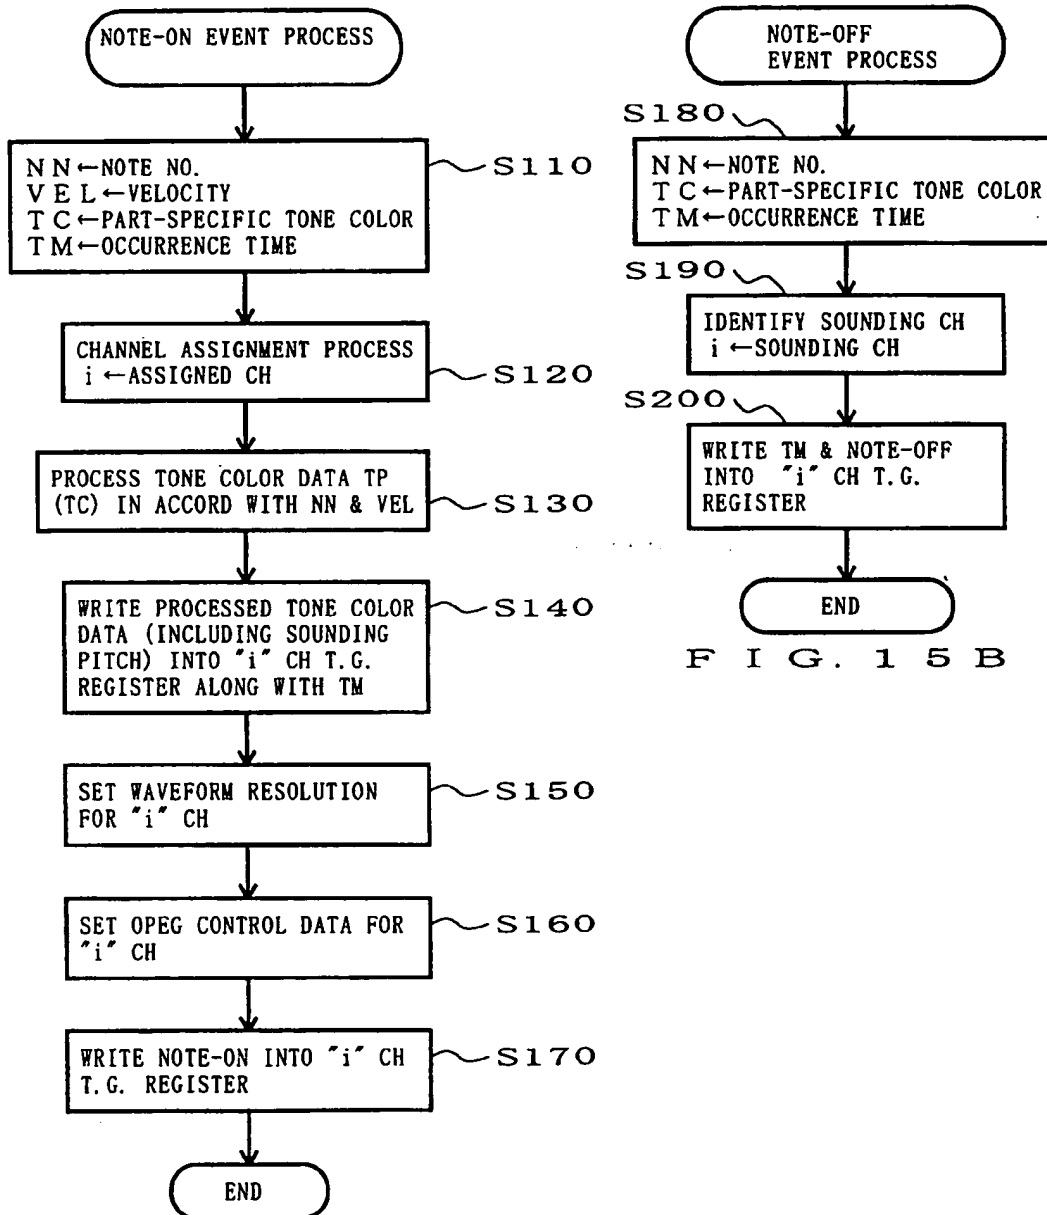 NOTE-ON EVENT PROCESS
NN←NOTE NO.
VEL←VELOCITY
TC←PART-SPECIFIC TONE COLOR
TM←OCCURRENCE TIME
S110
CHANNEL ASSIGNMENT PROCESS
i ←ASSIGNED CH
S120
PROCESS TONE COLOR DATA TP
(TC) IN ACCORD WITH NN & VEL
S130
WRITE PROCESSED TONE COLOR
DATA (INCLUDING SOUNDING
PITCH) INTO "i" CH T.G.
REGISTER ALONG WITH TM
S140
SET WAVEFORM RESOLUTION
FOR "i" CH
S150
SET OPEG CONTROL DATA FOR
"i" CH
S160
WRITE NOTE-ON INTO "i" CH
T.G. REGISTER
S170
END
NOTE-OFF
EVENT PROCESS
S180
NN←NOTE NO.
TC←PART-SPECIFIC TONE COLOR
TM←OCCURRENCE TIME
S190
IDENTIFY SOUNDING CH
i ←SOUNDING CH
S200
WRITE TM & NOTE-OFF
INTO "i" CH T.G.
REGISTER
END
FIG. 15B